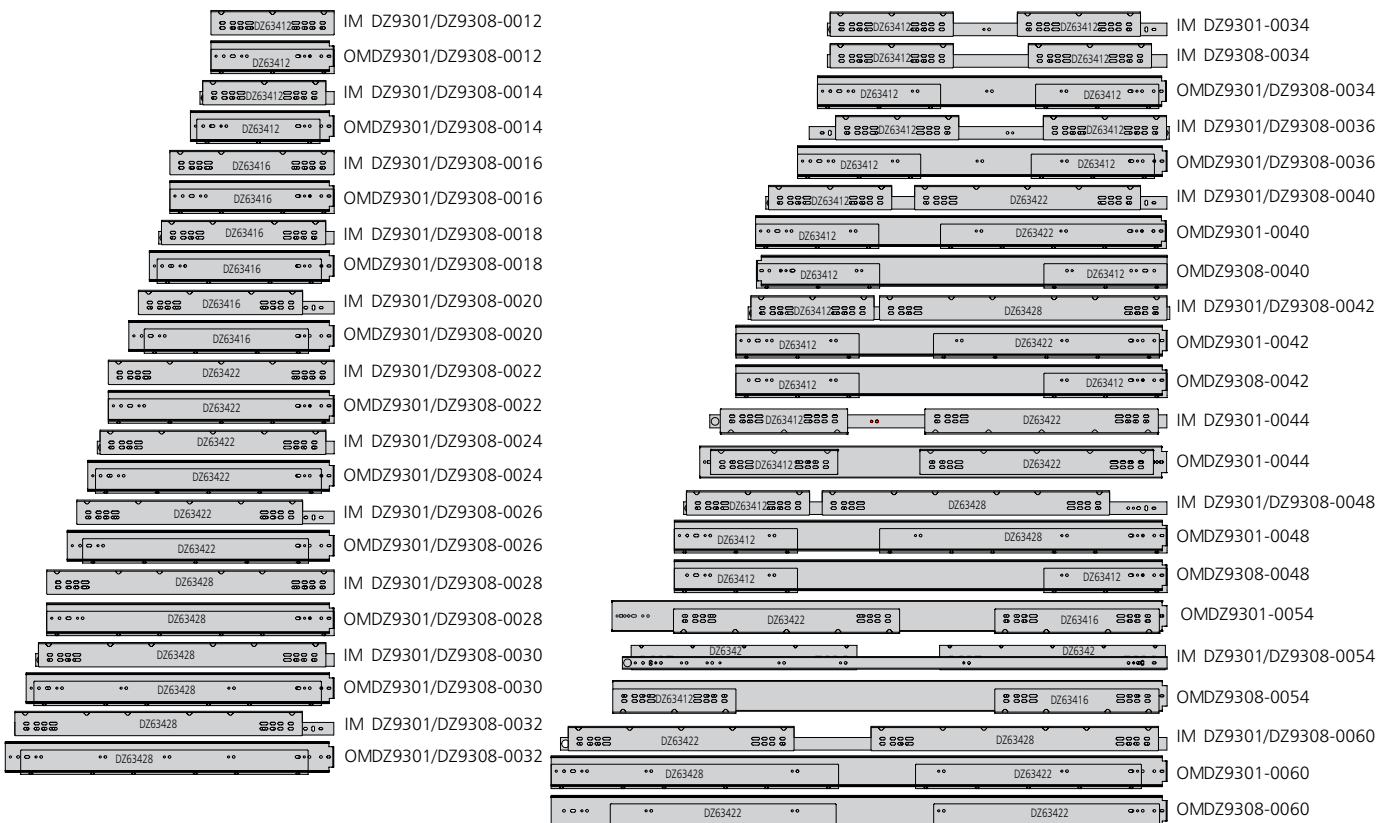 DZ63412 IM DZ9301/DZ9308-0012
DZ63412 OMDZ9301/DZ9308-0012
DZ63412 IM DZ9301/DZ9308-0014
DZ63412 OMDZ9301/DZ9308-0014
DZ63416 IM DZ9301/DZ9308-0016
DZ63416 OMDZ9301/DZ9308-0016
DZ63416 IM DZ9301/DZ9308-0018
DZ63416 OMDZ9301/DZ9308-0018
DZ63416 IM DZ9301/DZ9308-0020
DZ63416 OMDZ9301/DZ9308-0020
DZ63422 IM DZ9301/DZ9308-0022
DZ63422 OMDZ9301/DZ9308-0022
DZ63422 IM DZ9301/DZ9308-0024
DZ63422 OMDZ9301/DZ9308-0024
DZ63422 IM DZ9301/DZ9308-0026
DZ63422 OMDZ9301/DZ9308-0026
DZ63428 IM DZ9301/DZ9308-0028
DZ63428 OMDZ9301/DZ9308-0028
DZ63428 IM DZ9301/DZ9308-0030
DZ63428 OMDZ9301/DZ9308-0030
DZ63428 IM DZ9301/DZ9308-0032
DZ63428 OMDZ9301/DZ9308-0032
DZ63412 DZ63412 IM DZ9301-0034
DZ63412 DZ63412 IM DZ9308-0034
DZ63412 DZ63412 OMDZ9301/DZ9308-0034
DZ63412 DZ63412 IM DZ9301/DZ9308-0036
DZ63412 DZ63412 OMDZ9301/DZ9308-0036
DZ63412 DZ63422 IM DZ9301/DZ9308-0040
DZ63412 DZ63422 OMDZ9301-0040
DZ63412 DZ63412 OMDZ9308-0040
DZ63412 DZ63428 IM DZ9301/DZ9308-0042
DZ63412 DZ63422 OMDZ9301-0042
DZ63412 DZ63412 OMDZ9308-0042
DZ63412 DZ63422 IM DZ9301-0044
DZ63412 DZ63422 OMDZ9301-0044
DZ63412 DZ63428 IM DZ9301/DZ9308-0048
DZ63412 DZ63428 OMDZ9301-0048
DZ63412 DZ63412 OMDZ9308-0048
DZ63422 DZ63416 OMDZ9301-0054
DZ6342 DZ6342 IM DZ9301/DZ9308-0054
DZ63412 DZ63416 OMDZ9308-0054
DZ63422 DZ63428 IM DZ9301/DZ9308-0060
DZ63428 DZ63422 OMDZ9301-0060
DZ63422 DZ63422 OMDZ9308-0060